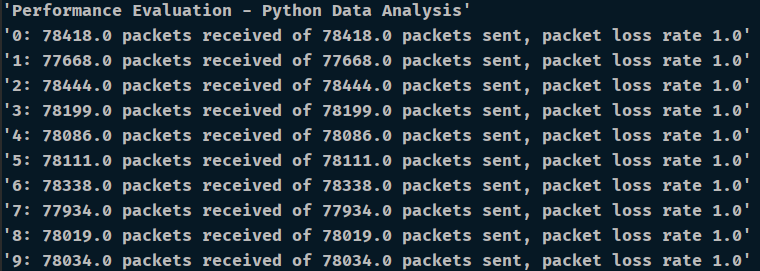 'Performance Evaluation - Python Data Analysis'
'0: 78418.0 packets received of 78418.0 packets sent, packet loss rate 1.0'
'1: 77668.0 packets received of 77668.0 packets sent, packet loss rate 1.0'
'2: 78444.0 packets received of 78444.0 packets sent, packet loss rate 1.0'
'3: 78199.0 packets received of 78199.0 packets sent, packet loss rate 1.0'
'4: 78086.0 packets received of 78086.0 packets sent, packet loss rate 1.0'
'5: 78111.0 packets received of 78111.0 packets sent, packet loss rate 1.0'
'6: 78338.0 packets received of 78338.0 packets sent, packet loss rate 1.0'
'7: 77934.0 packets received of 77934.0 packets sent, packet loss rate 1.0'
'8: 78019.0 packets received of 78019.0 packets sent, packet loss rate 1.0'
'9: 78034.0 packets received of 78034.0 packets sent, packet loss rate 1.0'